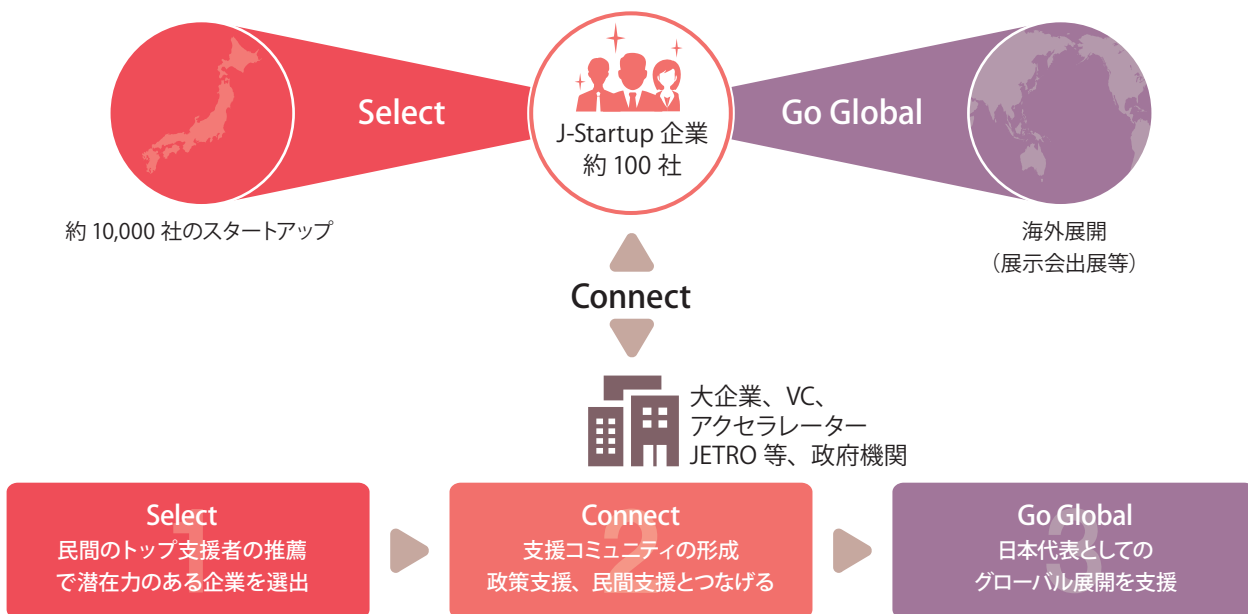 Select
J-Startup 企業
約 100 社
Go Global
約 10,000 社のスタートアップ
海外展開
（展示会出展等）
Connect
大企業、VC、
アクセラレーター
JETRO 等、政府機関
1
Select
民間のトップ支援者の推薦
で潜在力のある企業を選出
2
Connect
支援コミュニティの形成
政策支援、民間支援とつなげる
3
Go Global
日本代表としての
グローバル展開を支援